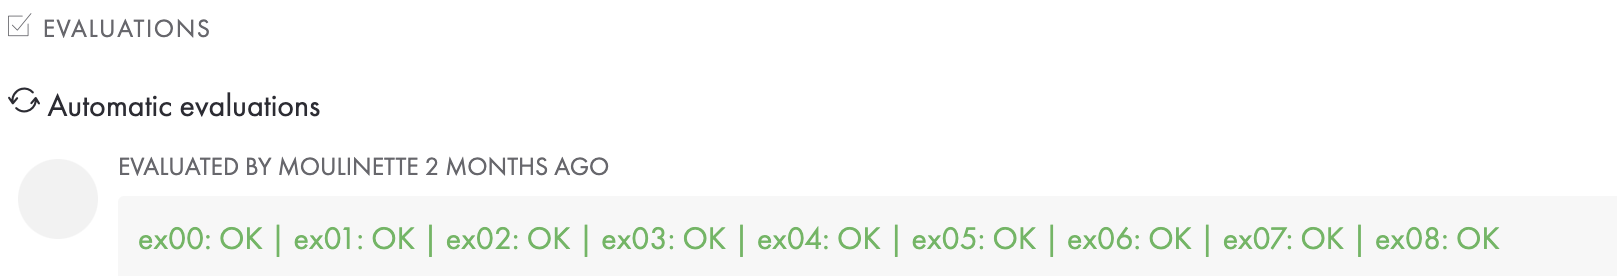 EVALUATIONS
Automatic evaluations
EVALUATED BY MOULINETTE 2 MONTHS AGO
ex00: OK | ex01: OK | ex02: OK | ex03: OK | ex04: OK | ex05: OK | ex06: OK | ex07: OK | ex08: OK